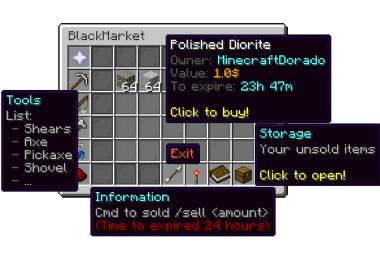 BlackMarket
Polished Diorite
Owner: MinecraftDorado
Value: 1.0$
To expire: 23h 47m
Click to buy!
64
64
Tools
List:
- Shears
- Axe
- Pickaxe
- Shovel
- ...
Exit
Storage
Your unsold items
Click to open!
Information
Cmd to sold /sell <amount>
(Time to expired 24 hours)